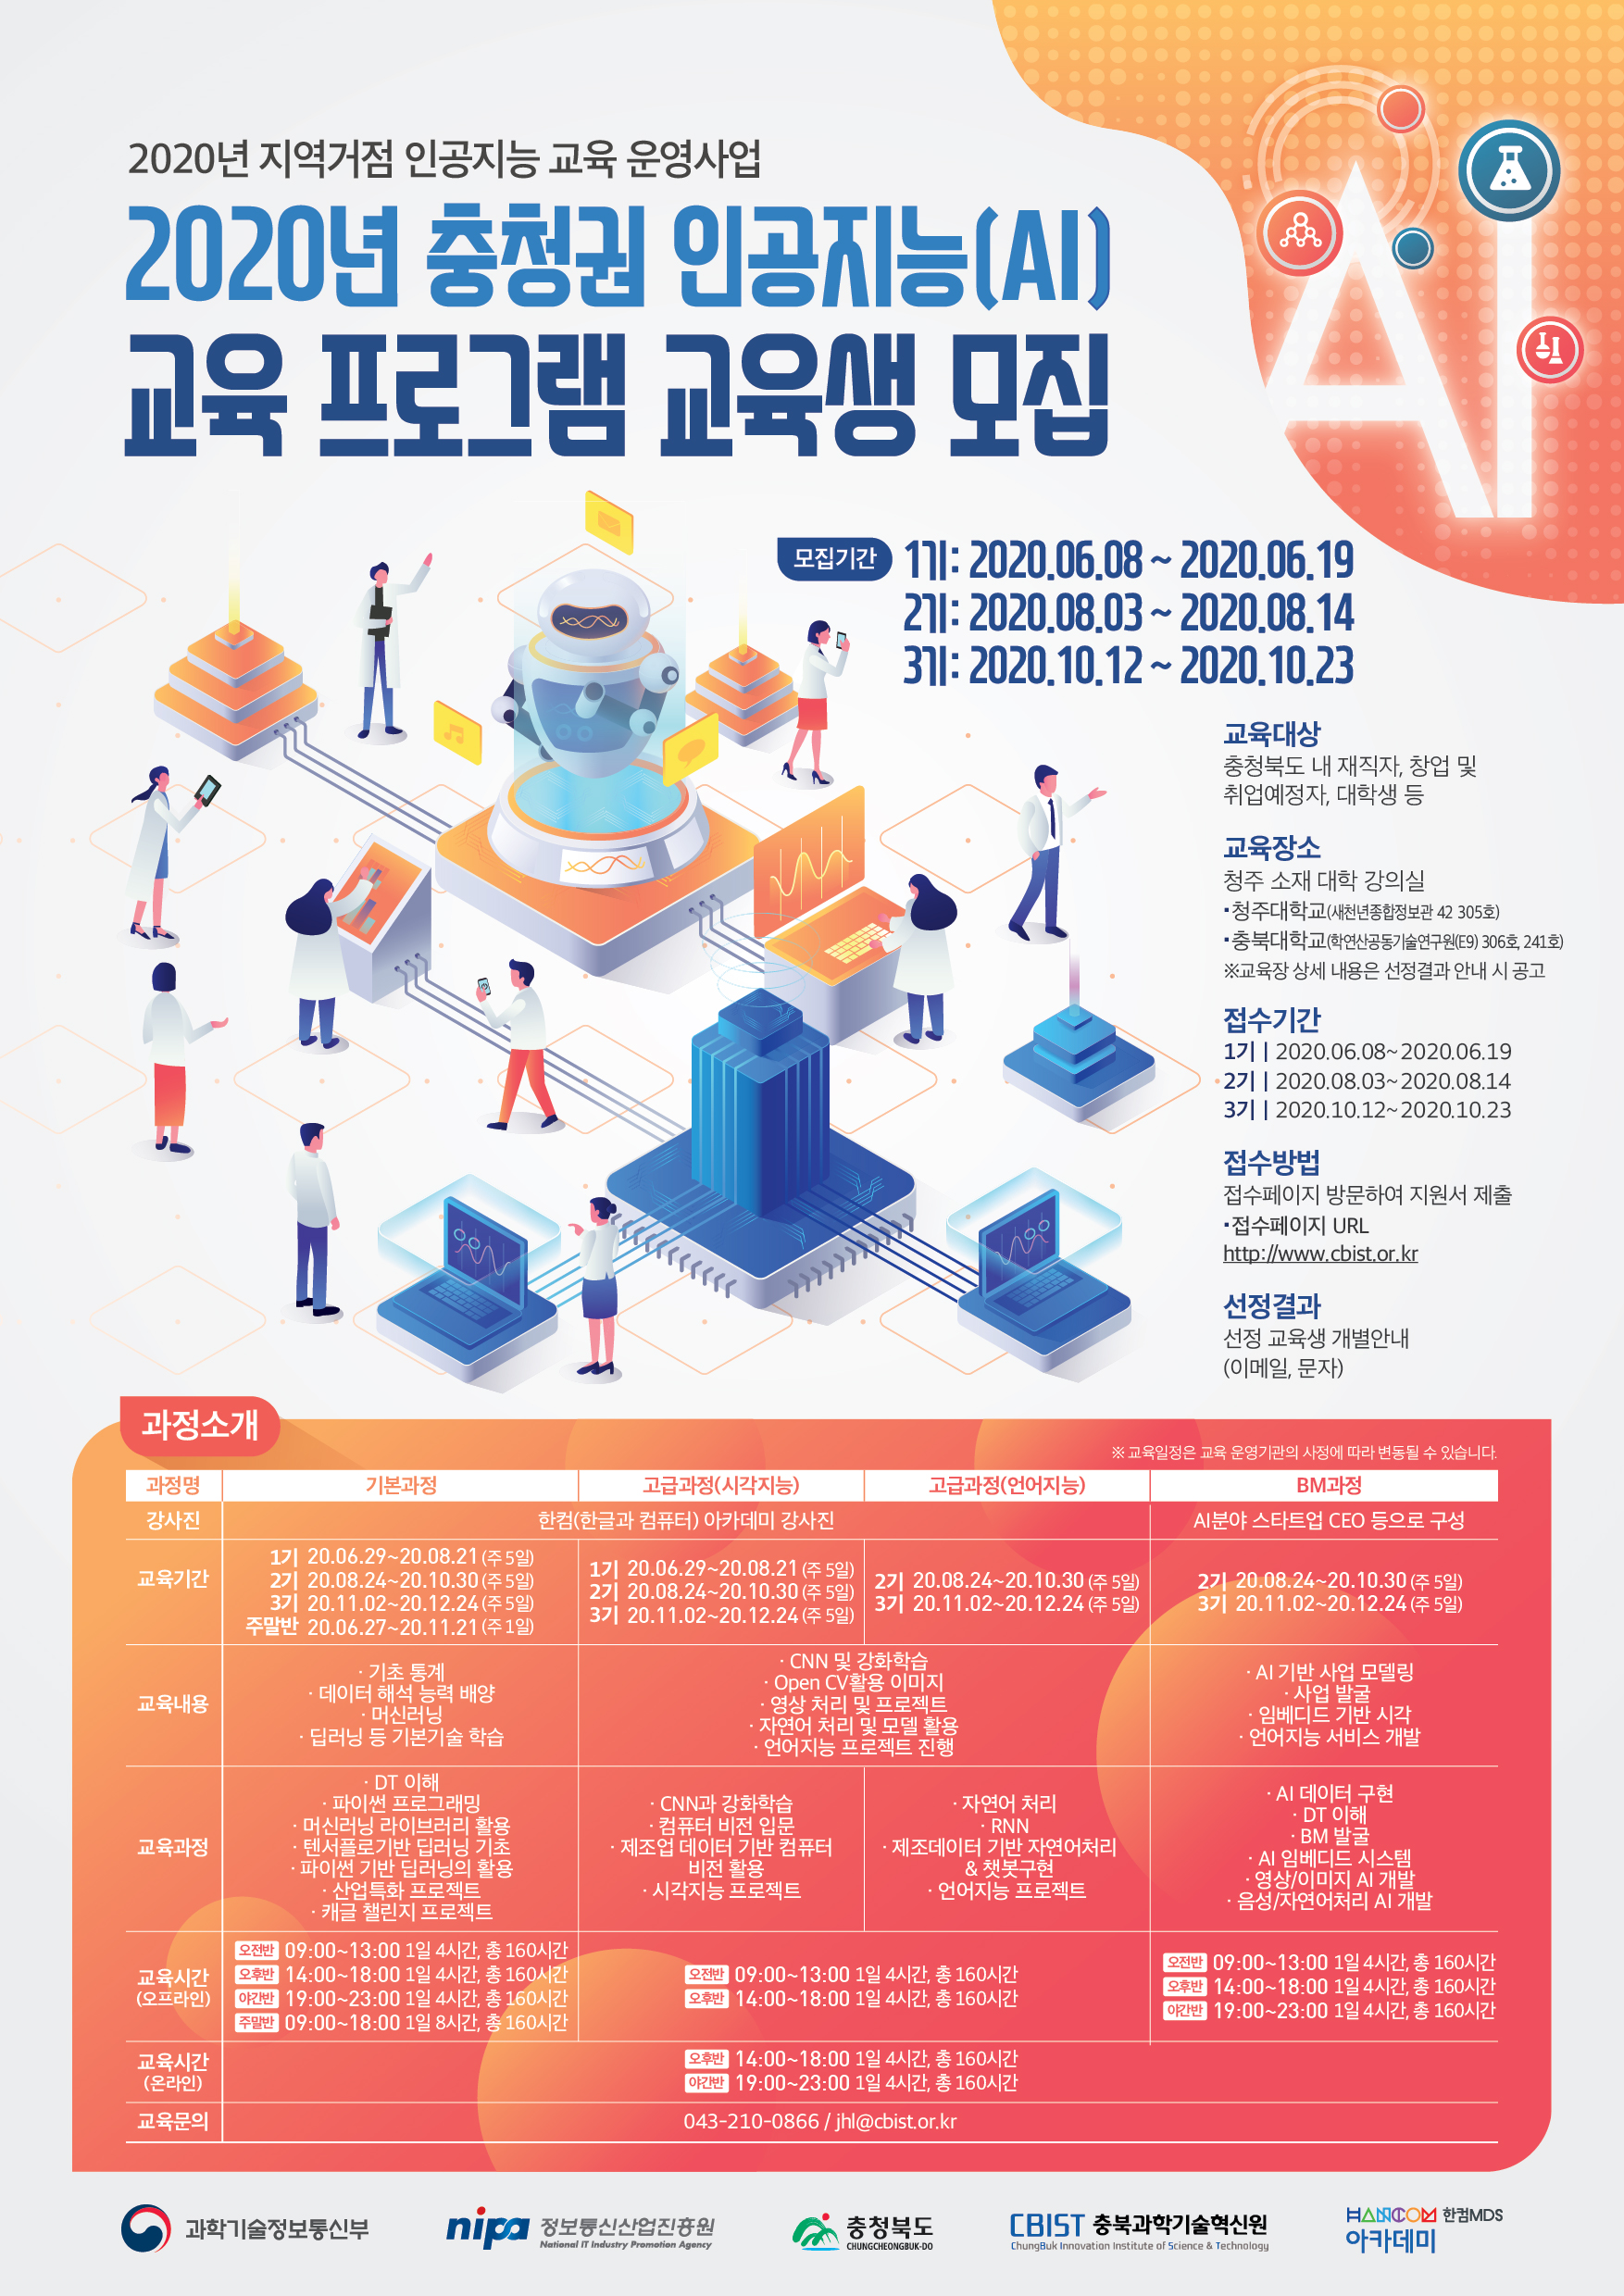 2020년 지역거점 인공지능 교육 운영사업
2020년 충청권 인공지능(AI)
교육 프로그램 교육생 모집
AI
모집기간
1기: 2020.06.08 ~ 2020.06.19
2기: 2020.08.03 ~ 2020.08.14
3기: 2020.10.12 ~ 2020.10.23
교육대상
충청북도 내 재직자, 창업 및
취업예정자, 대학생 등
교육장소
청주 소재 대학 강의실
·청주대학교(새천년종합정보관 42 305호)
·충북대학교(학연산공동기술연구원(E9) 306호, 241호)
※교육장 상세 내용은 선정결과 안내 시 공고
접수기간
1기 | 2020.06.08~2020.06.19
2기 | 2020.08.03~2020.08.14
3기 | 2020.10.12~2020.10.23
접수방법
접수페이지 방문하여 지원서 제출
·접수페이지 URL
http://www.cbist.or.kr
선정결과
선정 교육생 개별안내
(이메일, 문자)
과정소개
※ 교육일정은 교육 운영기관의 사정에 따라 변동될 수 있습니다.
과정명 기본과정 고급과정(시각지능) 고급과정(언어지능) BM과정
강사진 한컴(한글과 컴퓨터) 아카데미 강사진 AI분야 스타트업 CEO 등으로 구성
교육기간
1기 20.06.29~20.08.21 (주 5일)
2기 20.08.24~20.10.30 (주 5일)
3기 20.11.02~20.12.24 (주 5일)
주말반 20.06.27~20.11.21 (주 1일)
1기 20.06.29~20.08.21 (주 5일)
2기 20.08.24~20.10.30 (주 5일)
3기 20.11.02~20.12.24 (주 5일)
2기 20.08.24~20.10.30 (주 5일)
3기 20.11.02~20.12.24 (주 5일)
2기 20.08.24~20.10.30 (주 5일)
3기 20.11.02~20.12.24 (주 5일)
교육내용
· 기초 통계
· 데이터 해석 능력 배양
· 머신러닝
· 딥러닝 등 기본기술 학습
· CNN 및 강화학습
· Open CV활용 이미지
· 영상 처리 및 프로젝트
· 자연어 처리 및 모델 활용
· 언어지능 프로젝트 진행
· AI 기반 사업 모델링
· 사업 발굴
· 임베디드 기반 시각
· 언어지능 서비스 개발
교육과정
· DT 이해
· 파이썬 프로그래밍
· 머신러닝 라이브러리 활용
· 텐서플로기반 딥러닝 기초
· 파이썬 기반 딥러닝의 활용
· 산업특화 프로젝트
· 캐글 챌린지 프로젝트
· CNN과 강화학습
· 컴퓨터 비전 입문
· 제조업 데이터 기반 컴퓨터
비전 활용
· 시각지능 프로젝트
· 자연어 처리
· RNN
· 제조데이터 기반 자연어처리
& 챗봇구현
· 언어지능 프로젝트
· AI 데이터 구현
· DT 이해
· BM 발굴
· AI 임베디드 시스템
· 영상/이미지 AI 개발
· 음성/자연어처리 AI 개발
교육시간
(오프라인)
오전반 09:00~13:00 1일 4시간, 총 160시간
오후반 14:00~18:00 1일 4시간, 총 160시간
야간반 19:00~23:00 1일 4시간, 총 160시간
주말반 09:00~18:00 1일 8시간, 총 160시간
오전반 09:00~13:00 1일 4시간, 총 160시간
오후반 14:00~18:00 1일 4시간, 총 160시간
오전반 09:00~13:00 1일 4시간, 총 160시간
오후반 14:00~18:00 1일 4시간, 총 160시간
야간반 19:00~23:00 1일 4시간, 총 160시간
교육시간
(온라인)
오후반 14:00~18:00 1일 4시간, 총 160시간
야간반 19:00~23:00 1일 4시간, 총 160시간
교육문의 043-210-0866 / jhl@cbist.or.kr
과학기술정보통신부
nipa 정보통신산업진흥원
National IT Industry Promotion Agency
충청북도
CHUNGCHEONGBUK-DO
CBIST 충북과학기술혁신원
ChungBuk Innovation Institute of Science & Technology
HANCOM 한컴MDS
아카데미